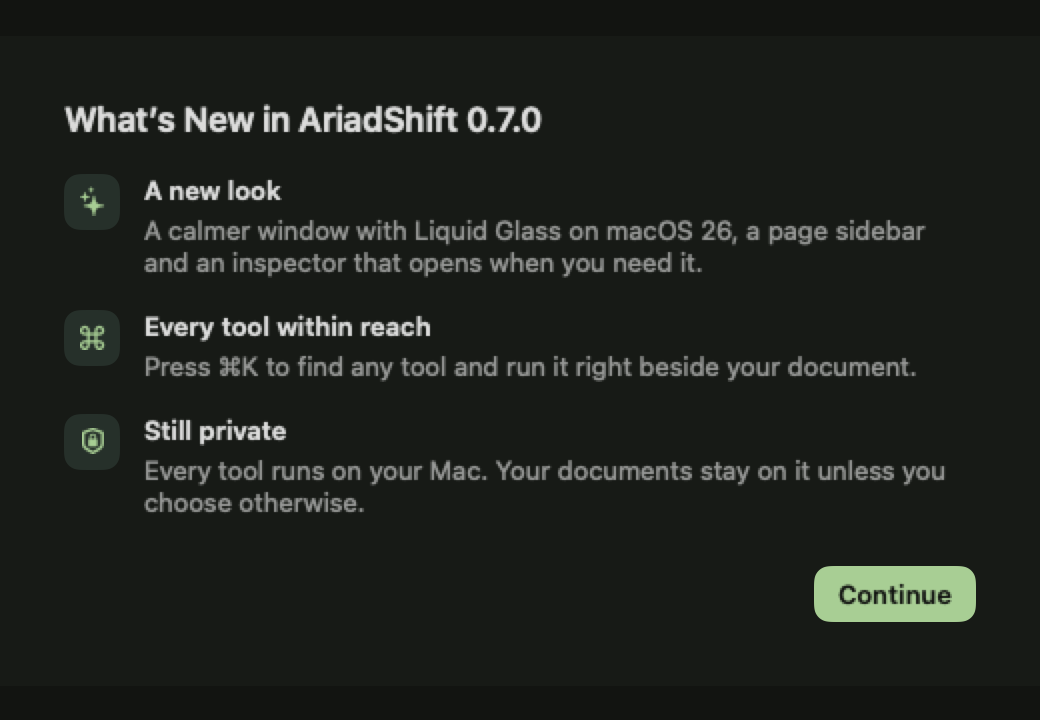 What’s New in AriadShift 0.7.0
A new look
A calmer window with Liquid Glass on macOS 26, a page sidebar
and an inspector that opens when you need it.
Every tool within reach
Press ⌘K to find any tool and run it right beside your document.
Still private
Every tool runs on your Mac. Your documents stay on it unless you
choose otherwise.
Continue